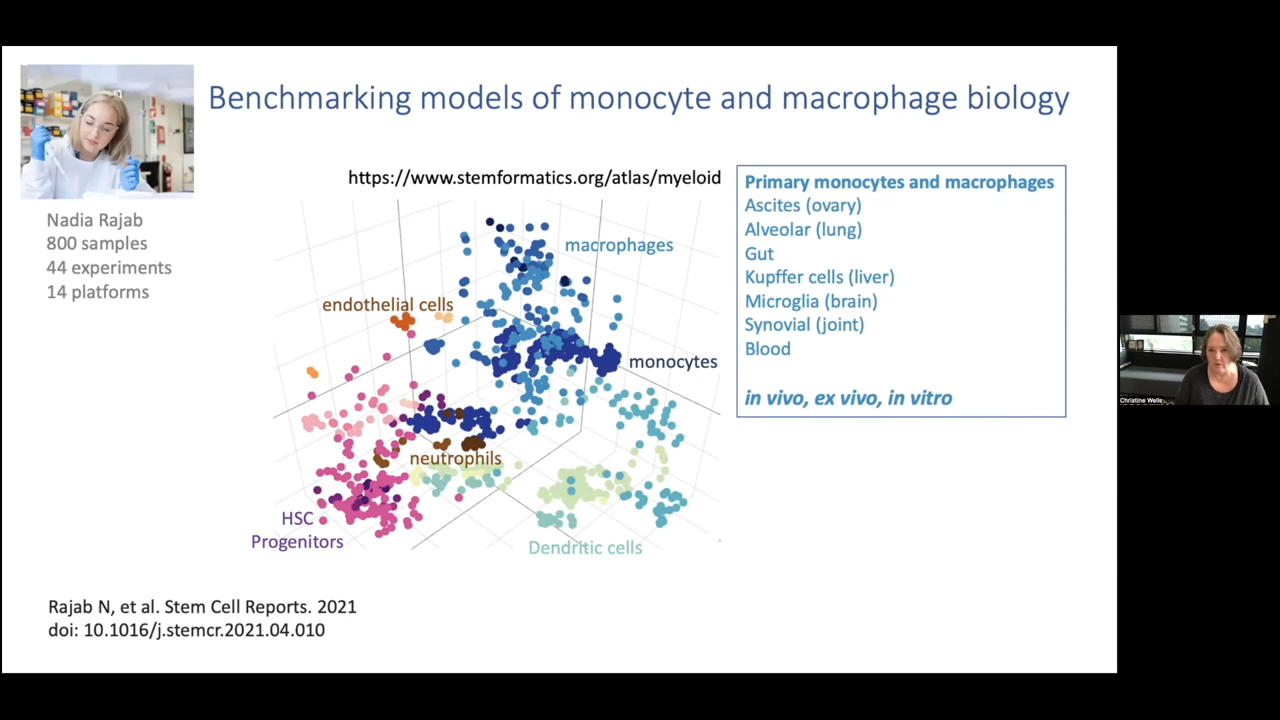 Benchmarking models of monocyte and macrophage biology
Nadia Rajab
800 samples
44 experiments
14 platforms
https://www.stemformatics.org/atlas/myeloid
macrophages
endothelial cells
monocytes
neutrophils
HSC
Progenitors
Dendritic cells
Primary monocytes and macrophages
Ascites (ovary)
Alveolar (lung)
Gut
Kupffer cells (liver)
Microglia (brain)
Synovial (joint)
Blood
in vivo, ex vivo, in vitro
Rajab N, et al. Stem Cell Reports. 2021
doi: 10.1016/j.stemcr.2021.04.010
Christine Wells